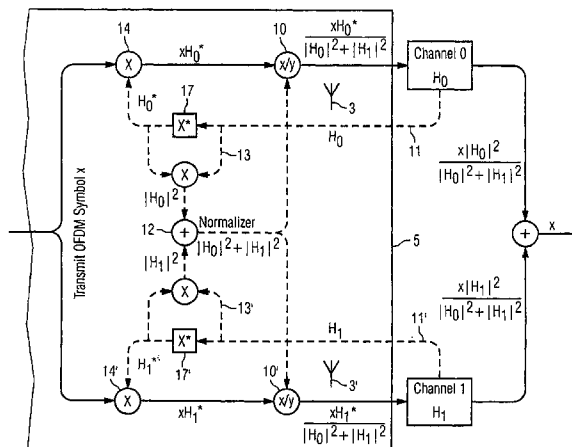 14
xH₀*
10
xH₀*
|H₀|²+|H₁|²
Channel 0
H₀
X
x/y
3
H₀*
17
X*
H₀
11
13
X
|H₀|²
x|H₀|²
|H₀|²+|H₁|²
Transmit OFDM Symbol x
12
+
Normalizer
|H₀|²+|H₁|²
5
+
x
|H₁|²
X
13'
x|H₁|²
|H₀|²+|H₁|²
H₁
11'
X*
17'
H₁*
14'
10'
3'
Channel 1
H₁
X
xH₁*
x/y
xH₁*
|H₀|²+|H₁|²